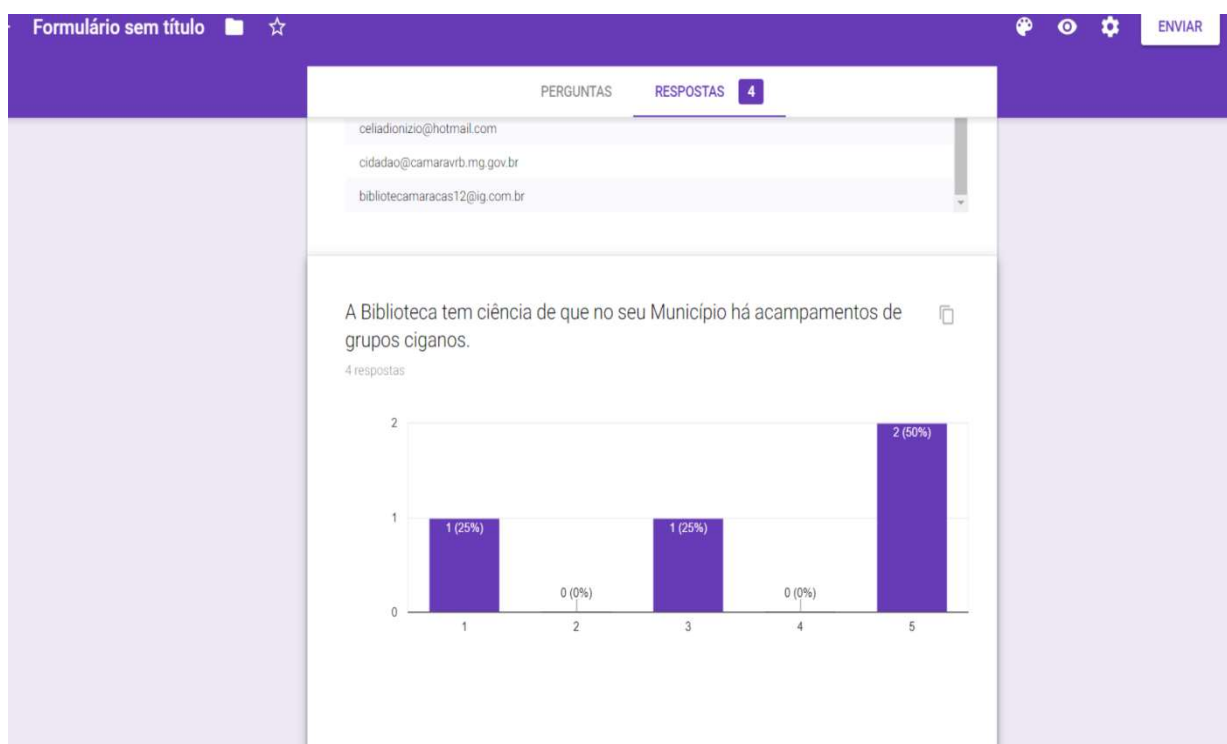 Formulário sem título
ENVIAR
PERGUNTAS RESPOSTAS 4
celiadionizio@hotmail.com
cidadao@camaravrb.mg.gov.br
bibliotecamaracas12@ig.com.br
A Biblioteca tem ciência de que no seu Município há acampamentos de
grupos ciganos.
4 respostas
2
1
0
1 (25%)
0 (0%)
1 (25%)
0 (0%)
2 (50%)
1 2 3 4 5